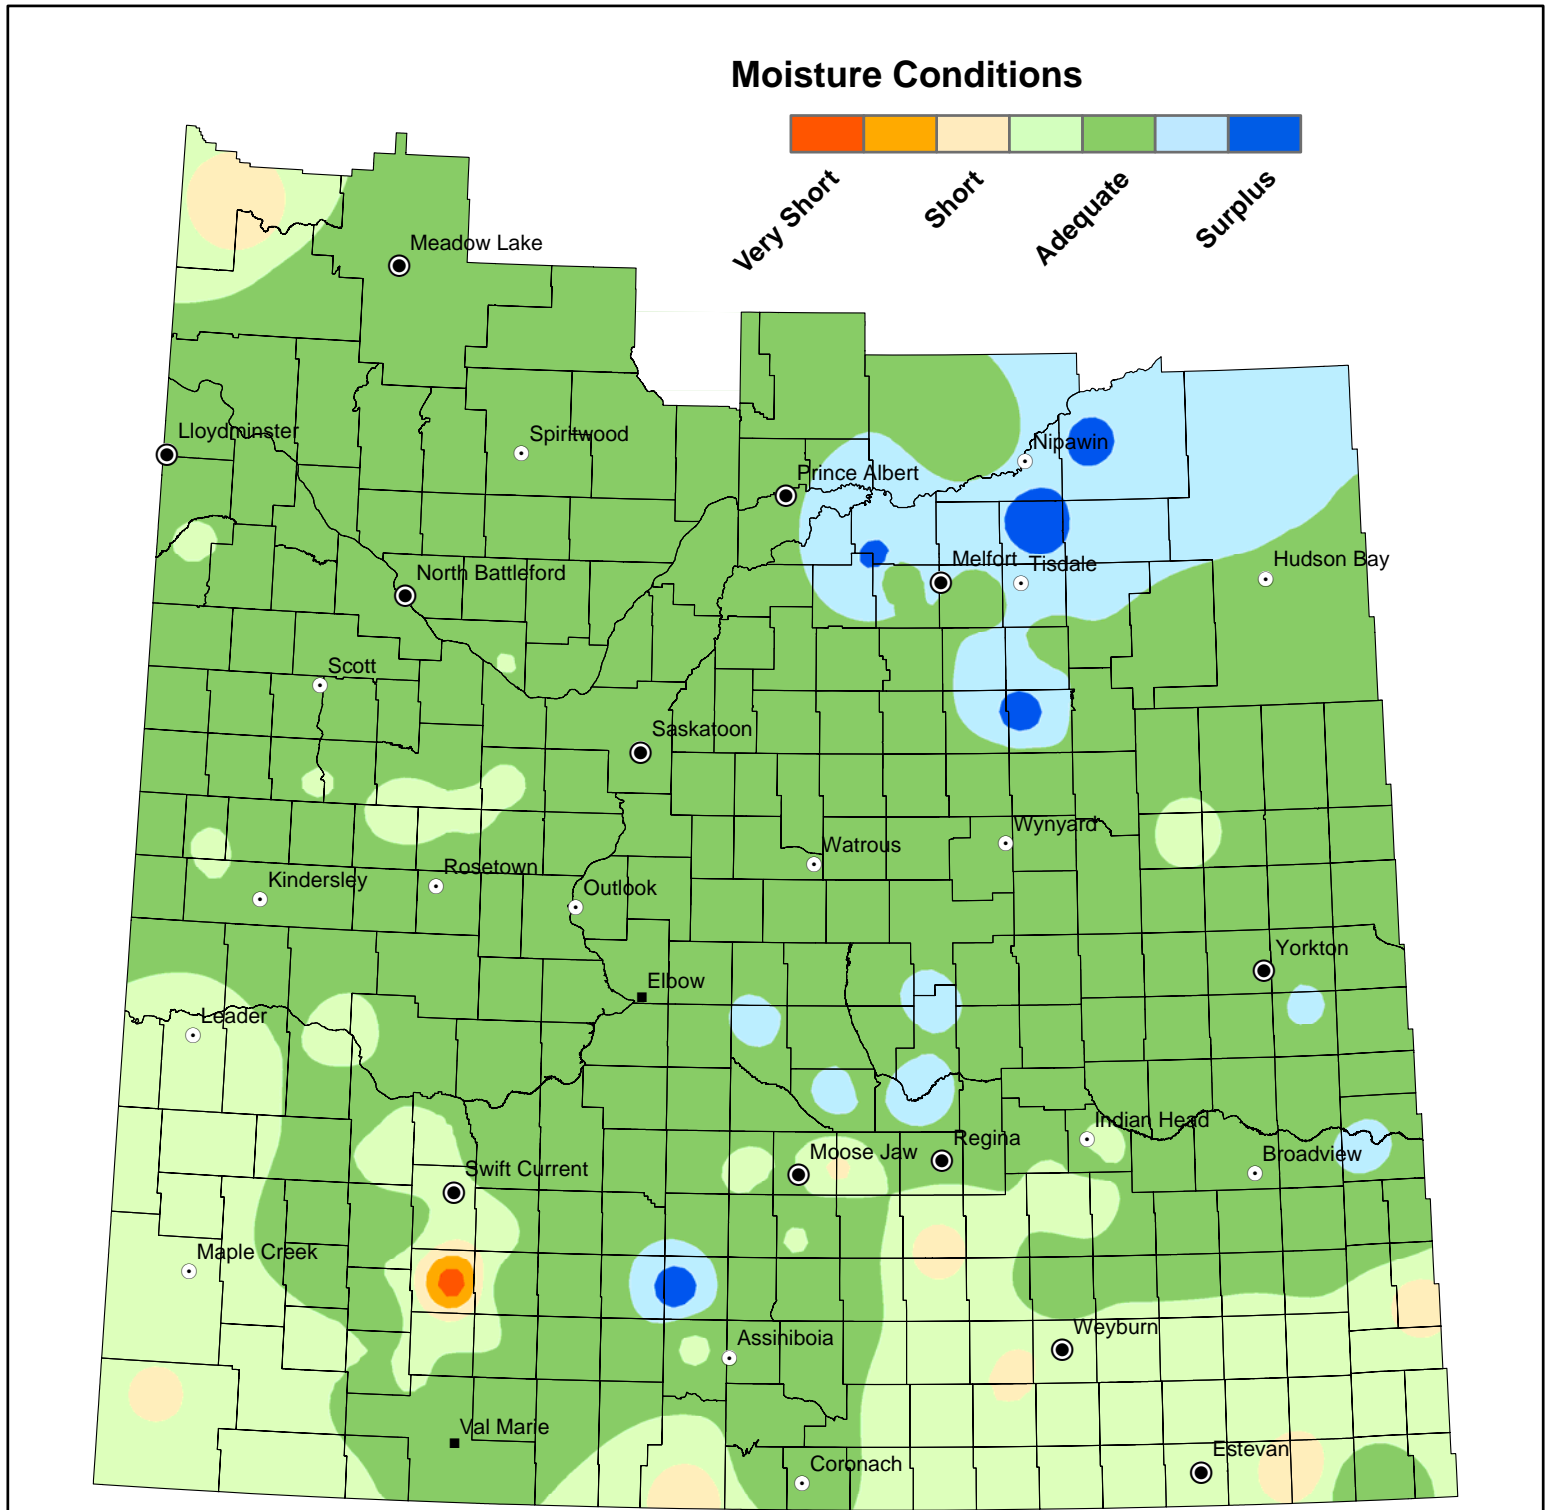 Moisture Conditions
Very Short
Short
Adequate
Surplus
Meadow Lake
Lloydminster
Spiritwood
Nipawin
Prince Albert
Melfort
Tisdale
Hudson Bay
North Battleford
Scott
Saskatoon
Wynyard
Watrous
Rosetown
Kindersley
Outlook
Yorkton
Elbow
Leader
Indian Head
Regina
Moose Jaw
Broadview
Swift Current
Maple Creek
Weyburn
Assiniboia
Val Marie
Estevan
Coronach